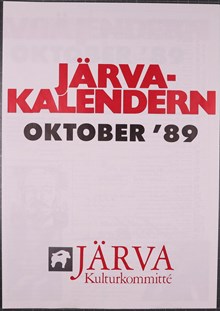 JÄRVA-
KALENDERN
OKTOBER '89
JÄRVA
Kulturkommitté